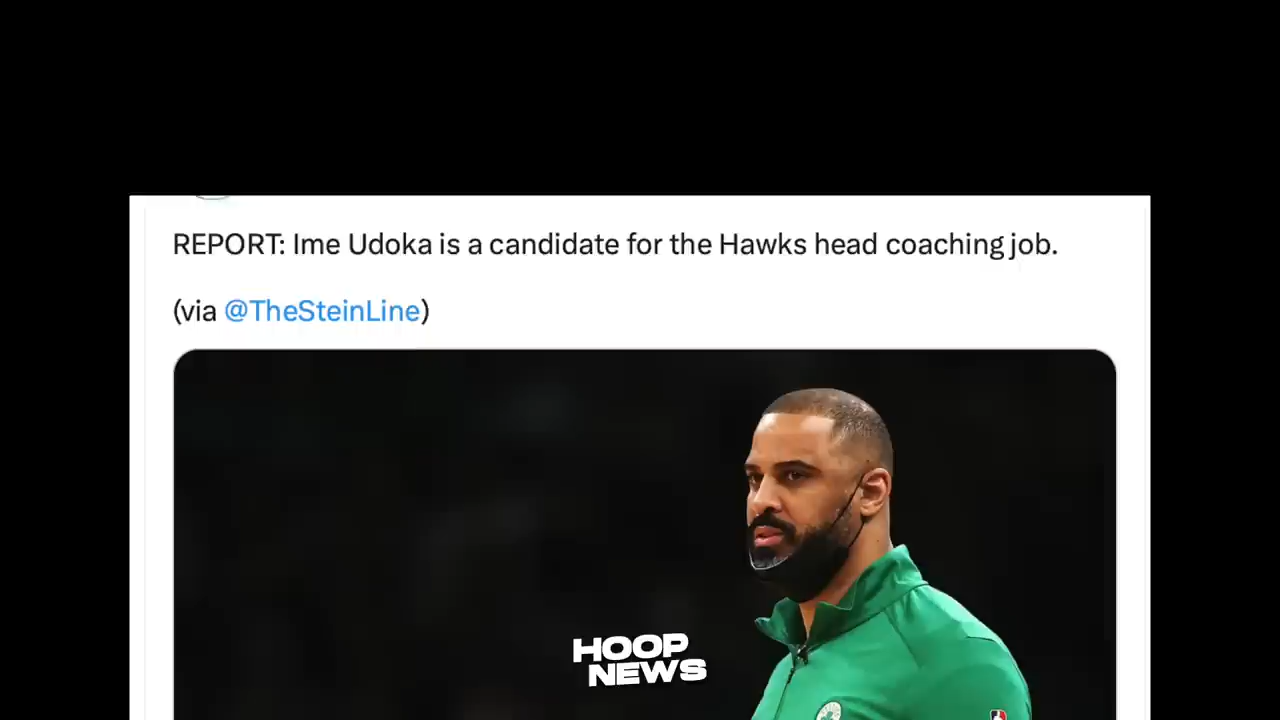 REPORT: Ime Udoka is a candidate for the Hawks head coaching job.
(via @TheSteinLine)
HOOP
NEWS